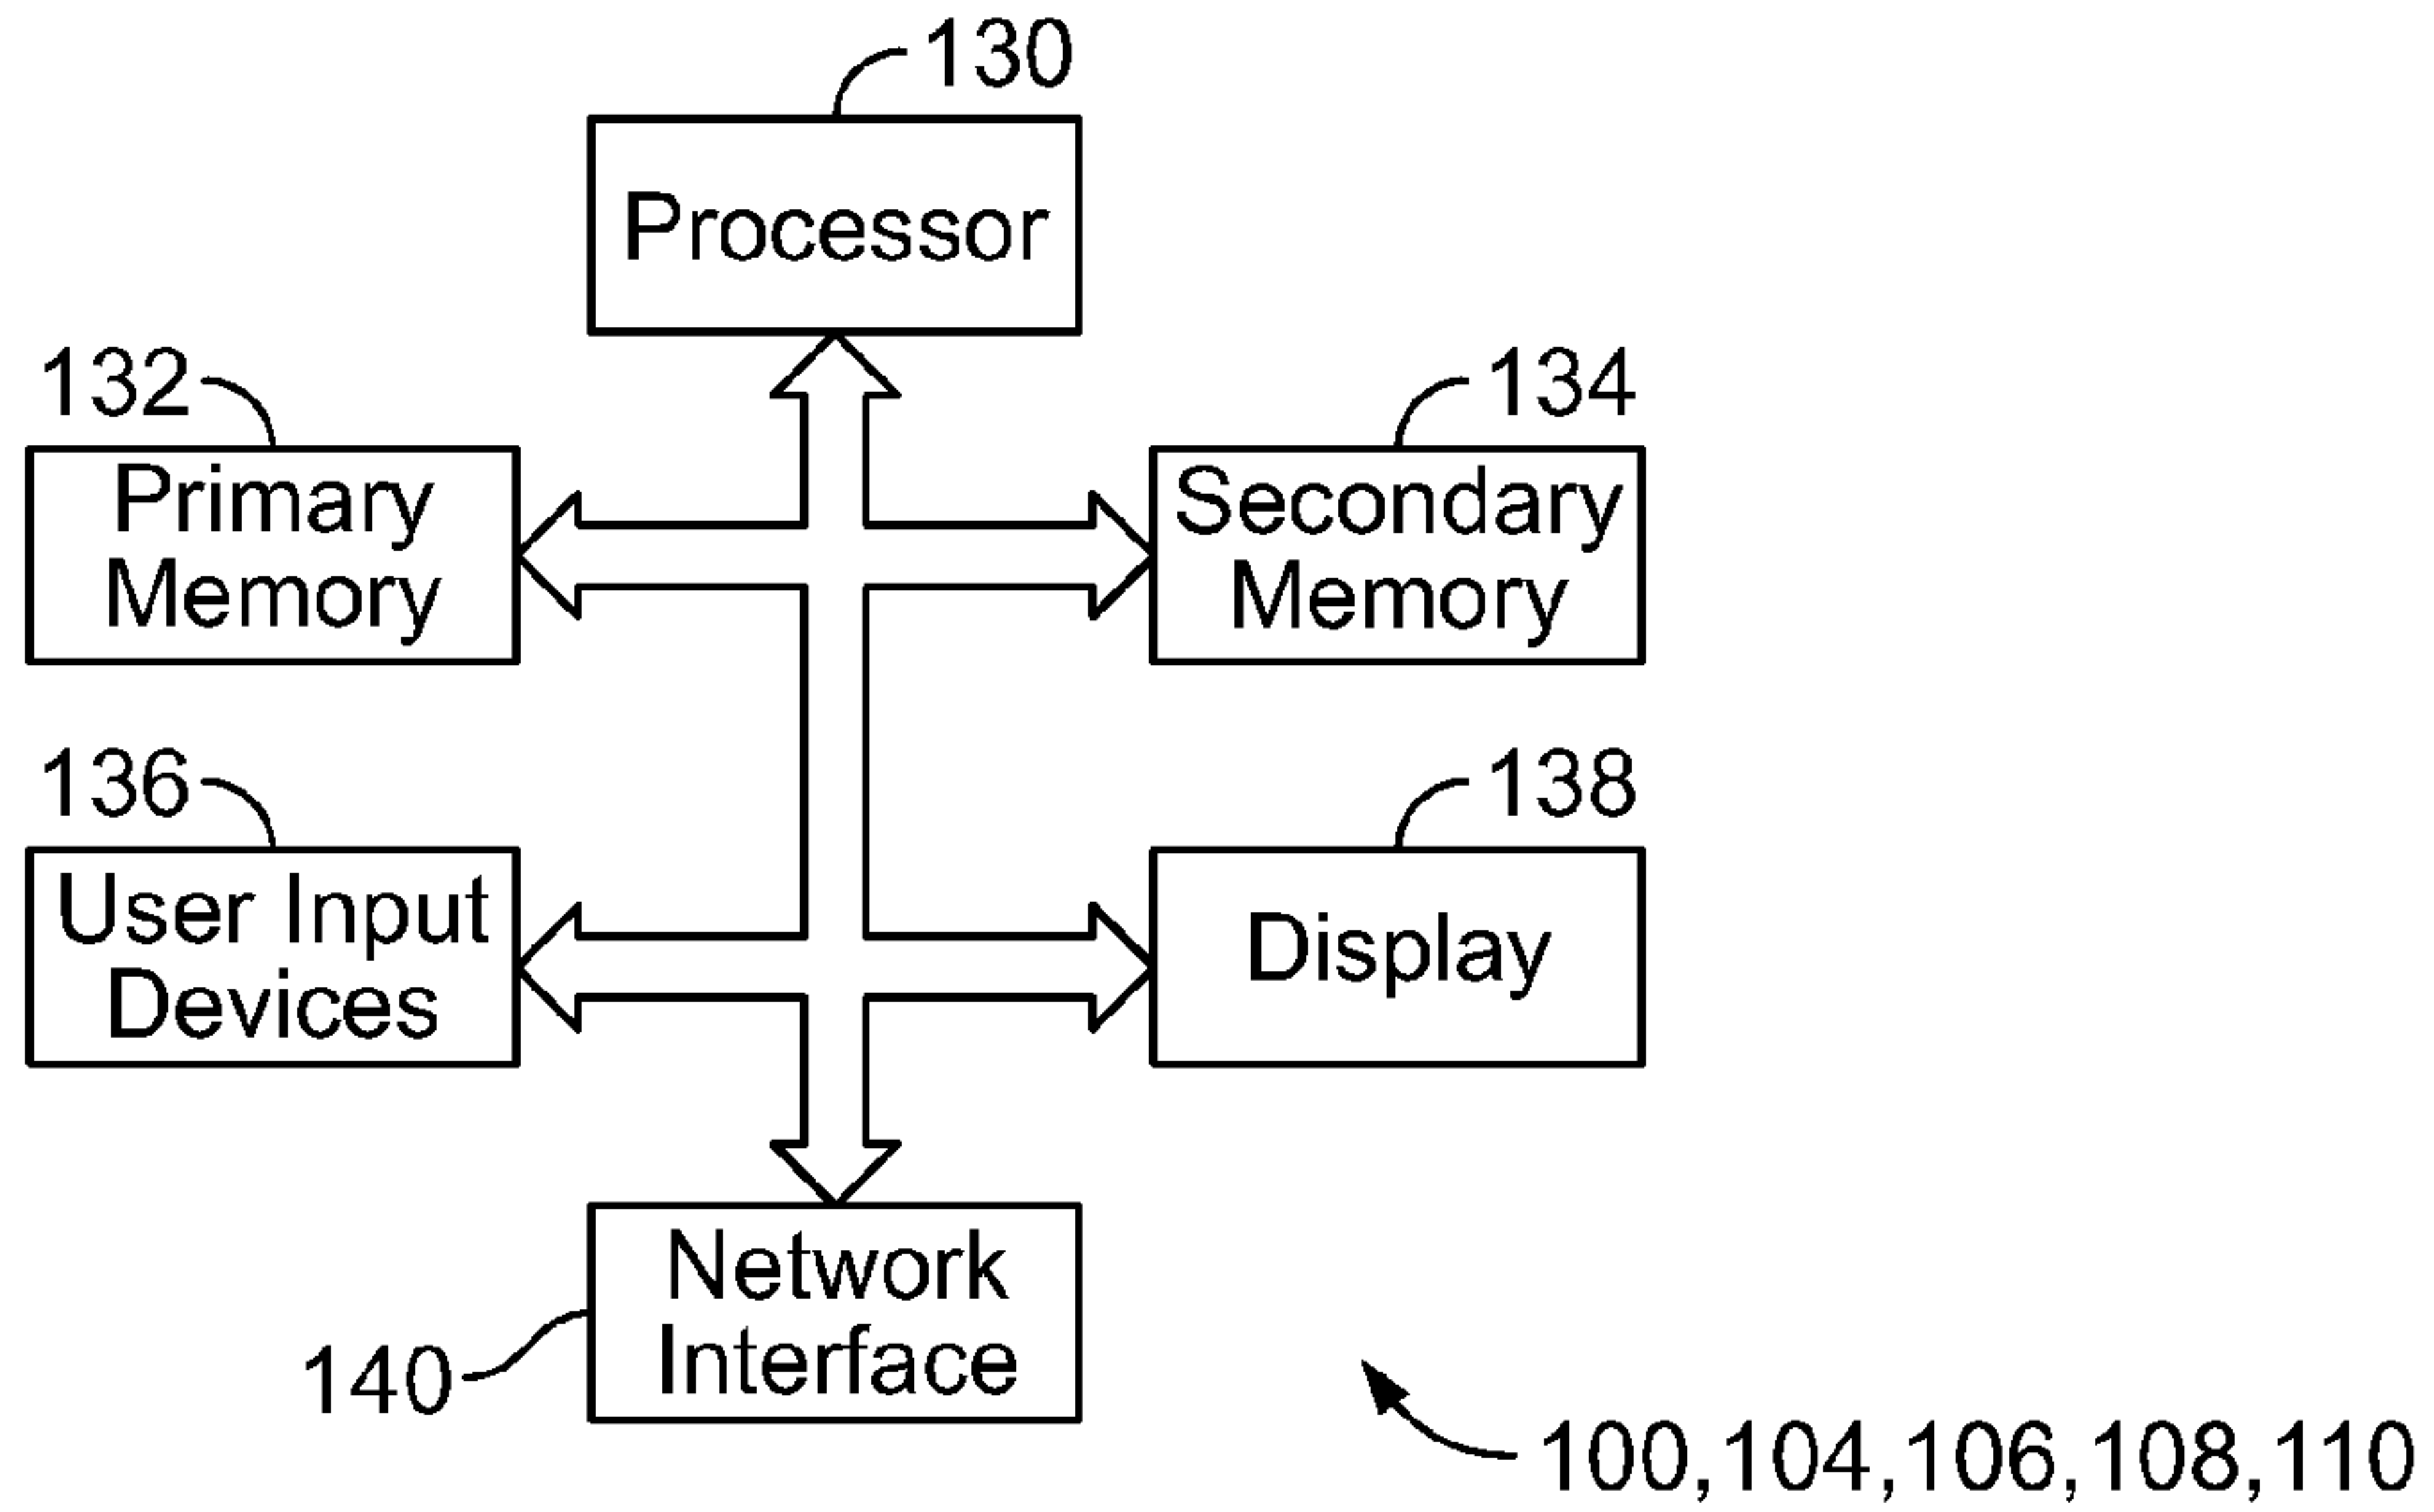 130
Processor
132
134
Primary
Memory
Secondary
Memory
136
138
User Input
Devices
Display
Network
Interface
140
100,104,106,108,110